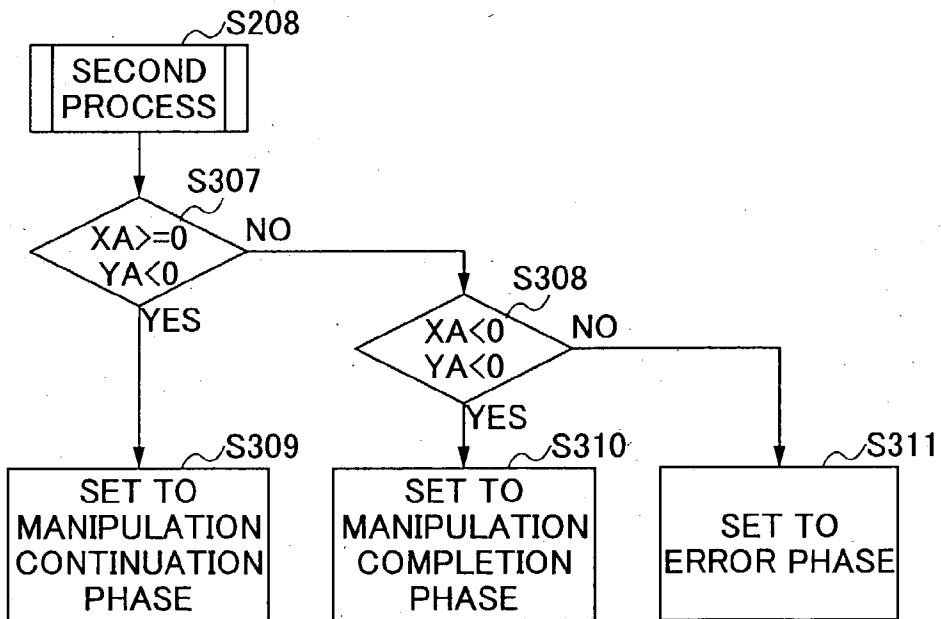 S208
SECOND
PROCESS
S307
XA>=0
YA<0
NO
YES
S308
XA<0
YA<0
NO
YES
S309
SET TO
MANIPULATION
CONTINUATION
PHASE
S310
SET TO
MANIPULATION
COMPLETION
PHASE
S311
SET TO
ERROR PHASE